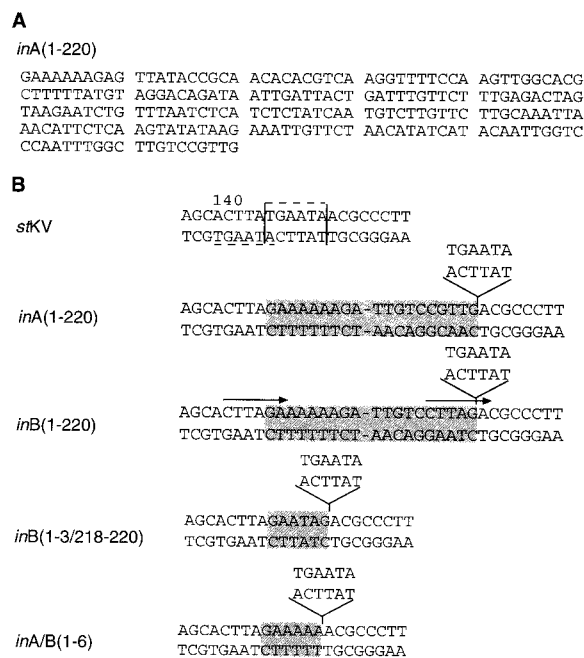 A
inA(1-220)
GAAAAAAGAG TTATACCGCA ACACACGTCA AGGTTTTCCA AGTTGGCACG
CTTTTTATGT AGGACAGATA ATTGATTACT GATTTGTTCT TTGAGACTAG
TAAGAATCTG TTTAATCTCA TCTCTATCAA TGTCTTGTTC TTGCAAATTA
AACATTCTCA AGTATATAAG AAATTGTTCT AACATATCAT ACAATTGGTC
CCAATTTGGC TTGTCCGTTG
B
140
stKV
AGCACTTATGAATAACGCCCTT
TCGTGAATACTTATTGCGGGAA
TGAATA
ACTTAT
inA(1-220)
AGCACTTAGAAAAAAGA-TTGTCCGTTGACGCCCTT
TCGTGAATCTTTTTTCT-AACAGGCAACTGCGGGAA
TGAATA
ACTTAT
inB(1-220)
AGCACTTAGAAAAAAGA-TTGTCCTTAGACGCCCTT
TCGTGAATCTTTTTTCT-AACAGGAATCTGCGGGAA
TGAATA
ACTTAT
inB(1-3/218-220)
AGCACTTAGAATAGACGCCCTT
TCGTGAATCTTATCTGCGGGAA
TGAATA
ACTTAT
inA/B(1-6)
AGCACTTAGAAAAAACGCCCTT
TCGTGAATCTTTTTTGCGGGAA